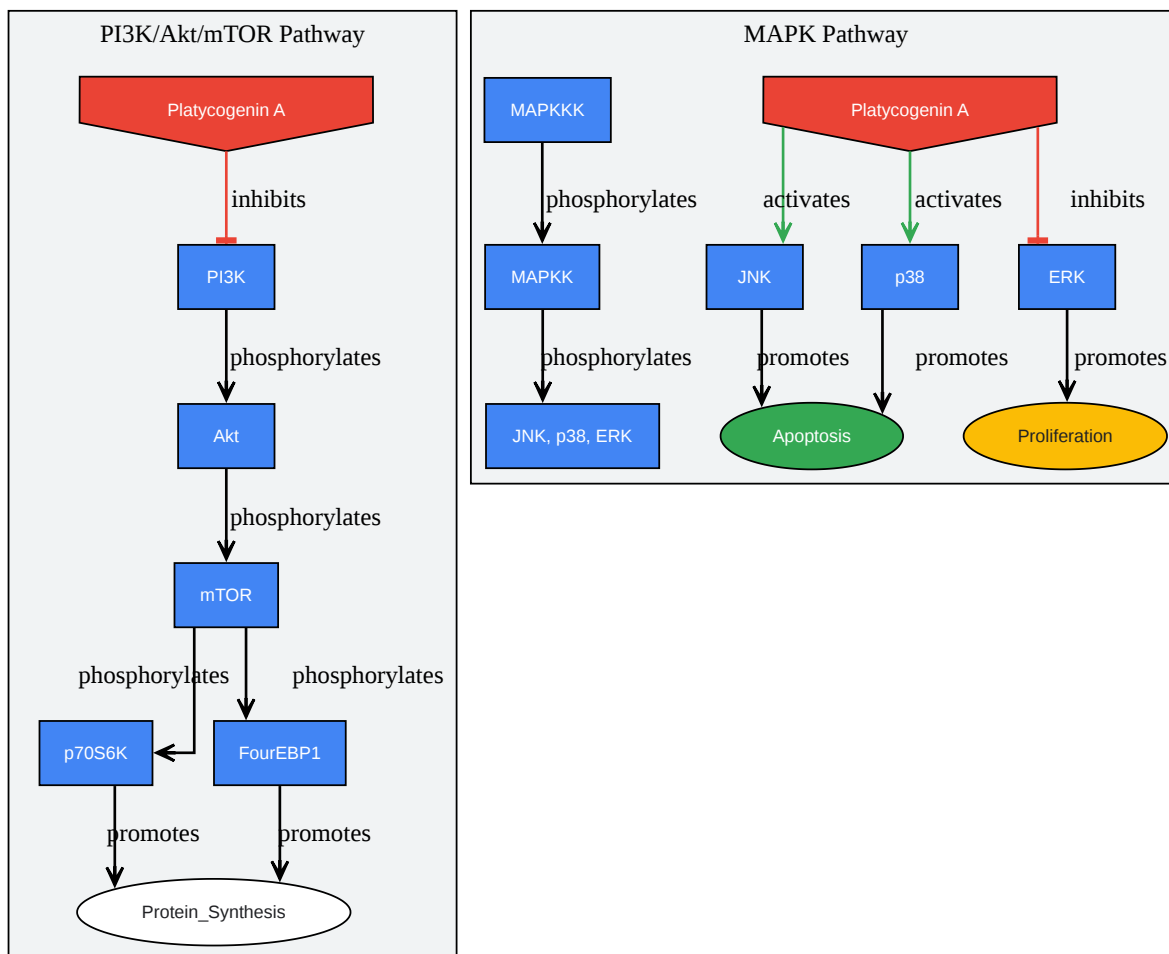 PI3K/Akt/mTOR Pathway
Platycogenin A
inhibits
PI3K
phosphorylates
Akt
phosphorylates
mTOR
phosphorylates
phosphorylates
p70S6K
FourEBP1
promotes
promotes
Protein_Synthesis
MAPK Pathway
MAPKKK
Platycogenin A
phosphorylates
activates
activates
inhibits
MAPKK
JNK
p38
ERK
phosphorylates
promotes
promotes
promotes
JNK, p38, ERK
Apoptosis
Proliferation